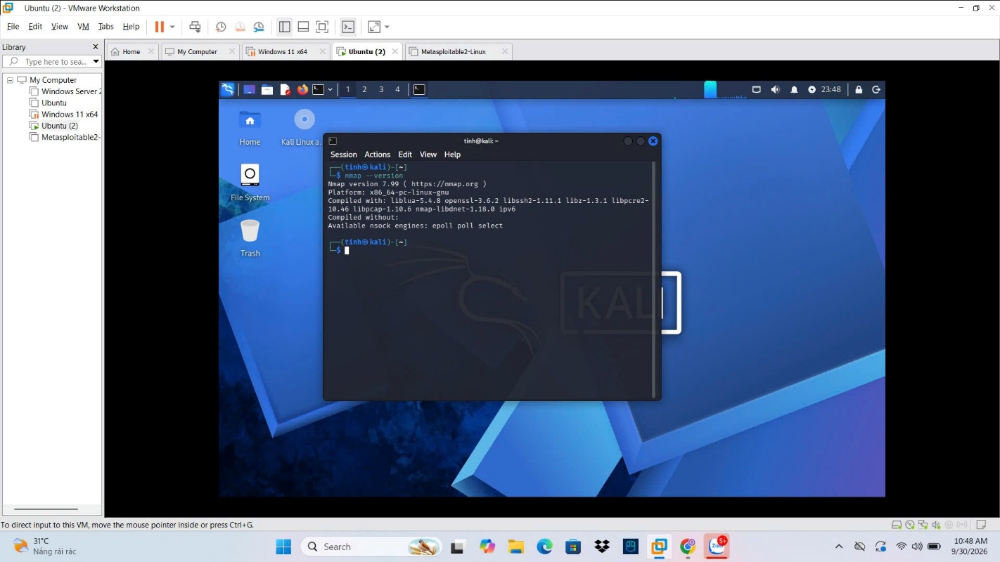 Ubuntu (2) - VMware Workstation
File Edit View VM Tabs Help
Library
Type here to sea...
My Computer
Windows Server 2
Ubuntu
Windows 11 x64
Ubuntu (2)
Metasploitable2-
Home
My Computer
Windows 11 x64
Ubuntu (2)
Metasploitable2-Linux
1 2 3 4
23:48
Home
Kali Linux a...
File System
Trash
tinh@kali: ~
Session Actions Edit View Help
┌──(tinh㉿kali)-[~]
└─$ nmap --version
Nmap version 7.99 ( https://nmap.org )
Platform: x86_64-pc-linux-gnu
Compiled with: liblua-5.4.8 openssl-3.6.2 libssh2-1.11.1 libz-1.3.1 libpcre2-
10.46 libpcap-1.10.6 nmap-libdnet-1.18.0 ipv6
Compiled without:
Available nsock engines: epoll poll select
┌──(tinh㉿kali)-[~]
└─$
KALI
To direct input to this VM, move the mouse pointer inside or press Ctrl+G.
31°C
Nắng rải rác
Search
Zalo
5+
10:48 AM
9/30/2026